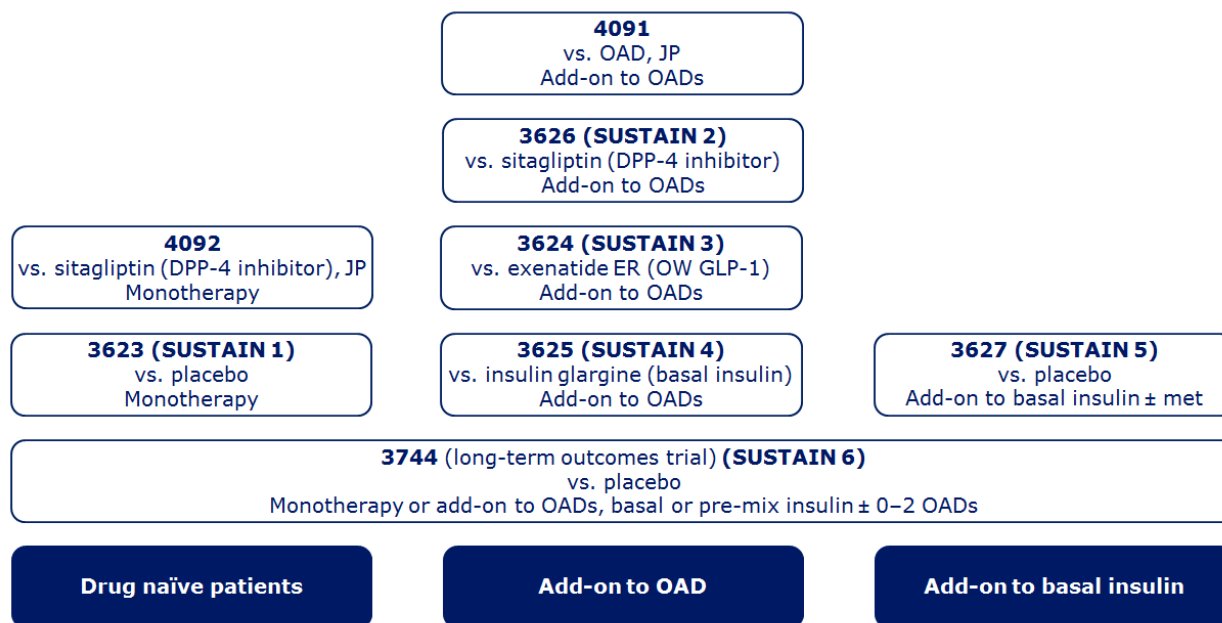 4091
vs. OAD, JP
Add-on to OADs
3626 (SUSTAIN 2)
vs. sitagliptin (DPP-4 inhibitor)
Add-on to OADs
4092
vs. sitagliptin (DPP-4 inhibitor), JP
Monotherapy
3624 (SUSTAIN 3)
vs. exenatide ER (OW GLP-1)
Add-on to OADs
3623 (SUSTAIN 1)
vs. placebo
Monotherapy
3625 (SUSTAIN 4)
vs. insulin glargine (basal insulin)
Add-on to OADs
3627 (SUSTAIN 5)
vs. placebo
Add-on to basal insulin ± met
3744 (long-term outcomes trial) (SUSTAIN 6)
vs. placebo
Monotherapy or add-on to OADs, basal or pre-mix insulin ± 0–2 OADs
Drug naïve patients
Add-on to OAD
Add-on to basal insulin